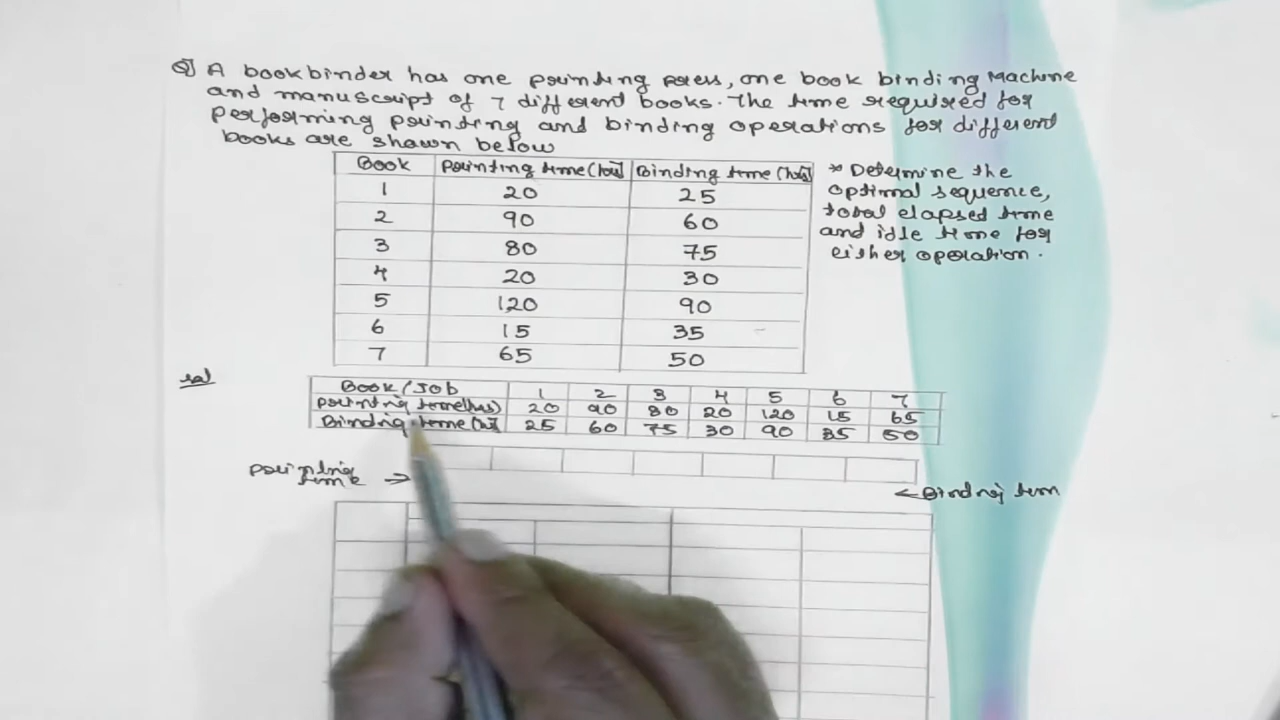 Q] A bookbinder has one printing press, one book binding Machine
and manuscript of 7 different books. The time required for
performing printing and binding operations for different
books are shown below
Book Printing time (hour) Binding time (hours)
1 20 25
2 90 60
3 80 75
4 20 30
5 120 90
6 15 35
7 65 50
* Determine the
optimal sequence,
total elapsed time
and idle time for
either operation.
Sol
Book/Job 1 2 3 4 5 6 7
Printing time(hrs) 20 90 80 20 120 15 65
Binding time(hr) 25 60 75 30 90 35 50
Printing
time →
← Binding tim